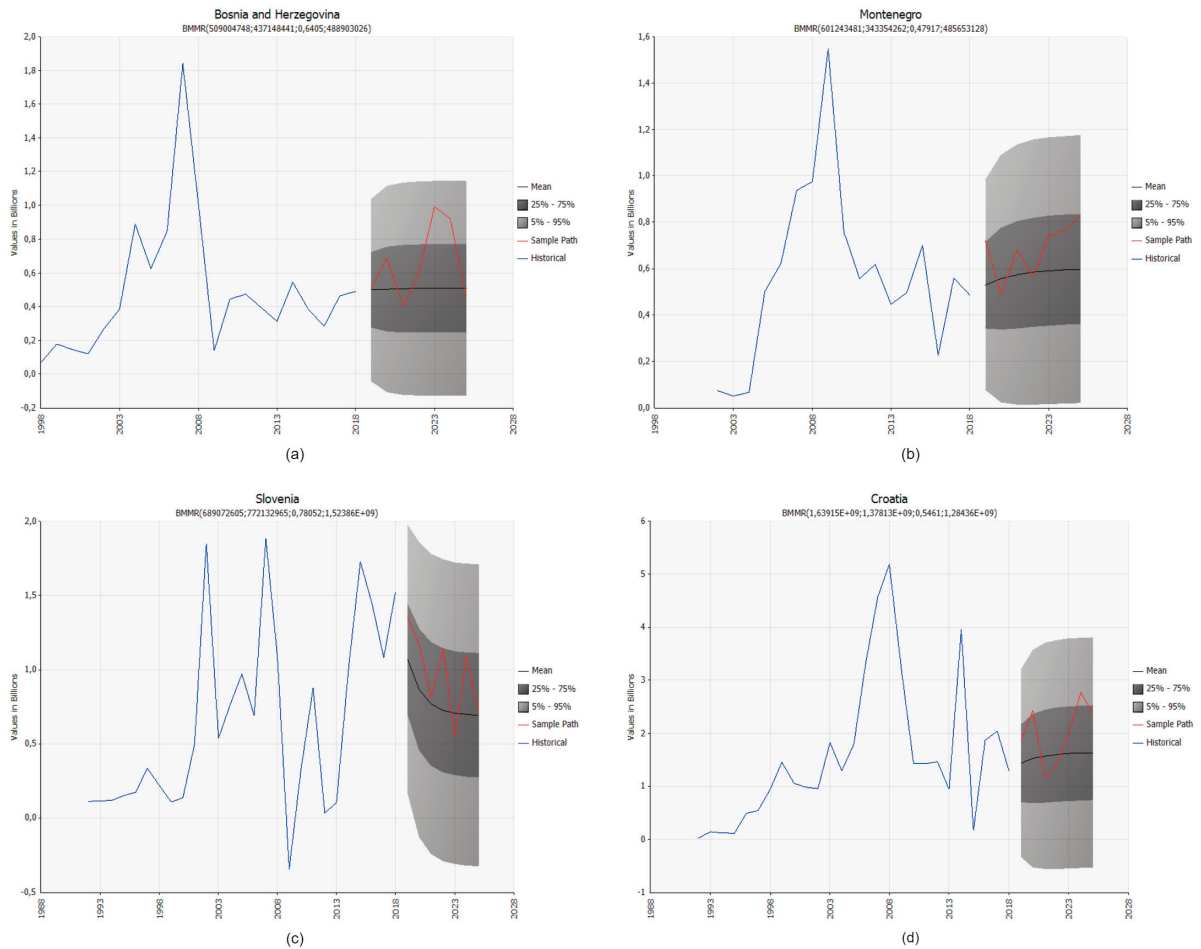 Bosnia and Herzegovina
BMMR(509004748;437148441;0,6405;488903026)
2,0
1,8
1,6
1,4
1,2
1,0
0,8
0,6
0,4
0,2
0,0
-0,2
Values in Billions
1998
2003
2008
2013
2018
2023
2028
Mean
25% - 75%
5% - 95%
Sample Path
Historical
(a)
Montenegro
BMMR(601243481;343354262;0,47917;485653128)
1,6
1,4
1,2
1,0
0,8
0,6
0,4
0,2
0,0
Values in Billions
1998
2003
2008
2013
2018
2023
2028
Mean
25% - 75%
5% - 95%
Sample Path
Historical
(b)
Slovenia
BMMR(689072605;772132965;0,78052;1,52386E+09)
2,0
1,5
1,0
0,5
0,0
-0,5
Values in Billions
1988
1993
1998
2003
2008
2013
2018
2023
2028
Mean
25% - 75%
5% - 95%
Sample Path
Historical
(c)
Croatia
BMMR(1,63915E+09;1,37813E+09;0,5461;1,28436E+09)
6
5
4
3
2
1
0
-1
Values in Billions
1988
1993
1998
2003
2008
2013
2018
2023
2028
Mean
25% - 75%
5% - 95%
Sample Path
Historical
(d)